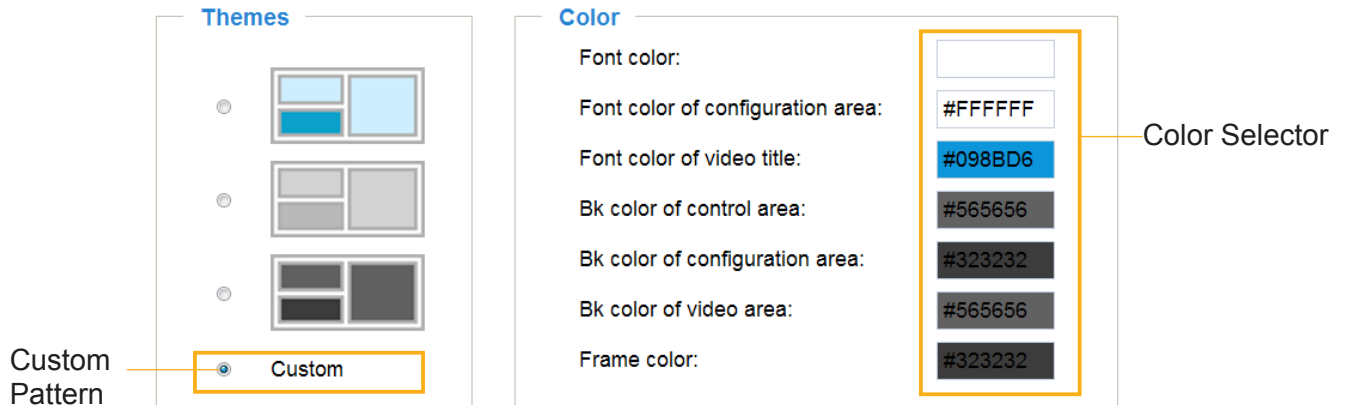 Themes
Custom
Custom
Pattern
Color
Font color:
Font color of configuration area: #FFFFFF
Font color of video title: #098BD6
Bk color of control area: #565656
Bk color of configuration area: #323232
Bk color of video area: #565656
Frame color: #323232
Color Selector